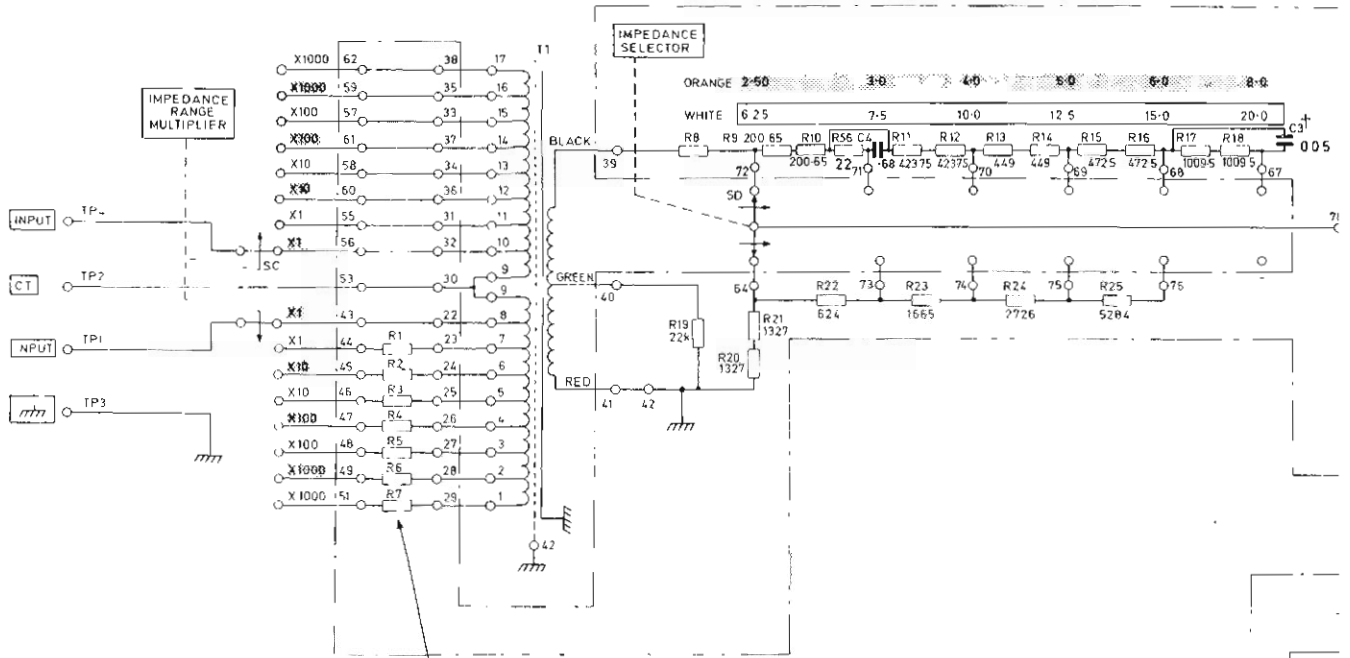 IMPEDANCE SELECTOR
T1
ORANGE 2·50 3·0 4·0 5·0 6·0 8·0
WHITE 6·25 7·5 10·0 12·5 15·0 20·0
IMPEDANCE RANGE MULTIPLIER
X1000 62 38 17
X1000 59 35 16
X100 57 33 15
X100 61 37 14
X10 58 34 13
X10 60 36 12
X1 55 31 11
X1 56 32 10
53 30 9
9
X1 43 22 8
X1 44 R1 23 7
X10 45 R2 24 6
X10 46 R3 25 5
X100 47 R4 26 4
X100 48 R5 27 3
X1000 49 R6 28 2
X1000 51 R7 29 1
42
INPUT TP4
SC
CT TP2
INPUT TP1
TP3
BLACK 39
GREEN 40
RED 41 42
R8 R9 200·65 R10 200·65 R56 22 C4 ·68 R11 42375 R12 42375 R13 449 R14 449 R15 472·5 R16 472·5 R17 1009·5 R18 1009·5 C3 + 0·05
72 71 70 69 68 67
SD
64 73 74 75 76
R22 624 R23 1665 R24 2726 R25 5284
R19 22k
R21 1327
R20 1327